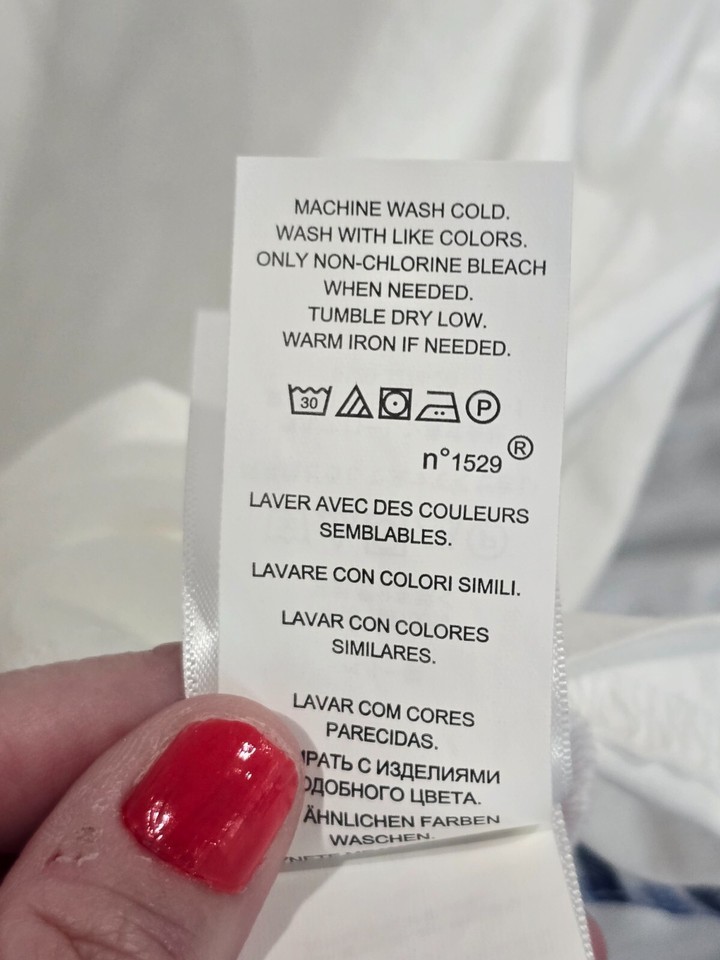 MACHINE WASH COLD.
WASH WITH LIKE COLORS.
ONLY NON-CHLORINE BLEACH
WHEN NEEDED.
TUMBLE DRY LOW.
WARM IRON IF NEEDED.
30 P
n°1529®
LAVER AVEC DES COULEURS
SEMBLABLES.
LAVARE CON COLORI SIMILI.
LAVAR CON COLORES
SIMILARES.
LAVAR COM CORES
PARECIDAS.
С ИЗДЕЛИЯМИ
ЦВЕТА.
ÄHNLICHEN FARBEN
WASCHEN.